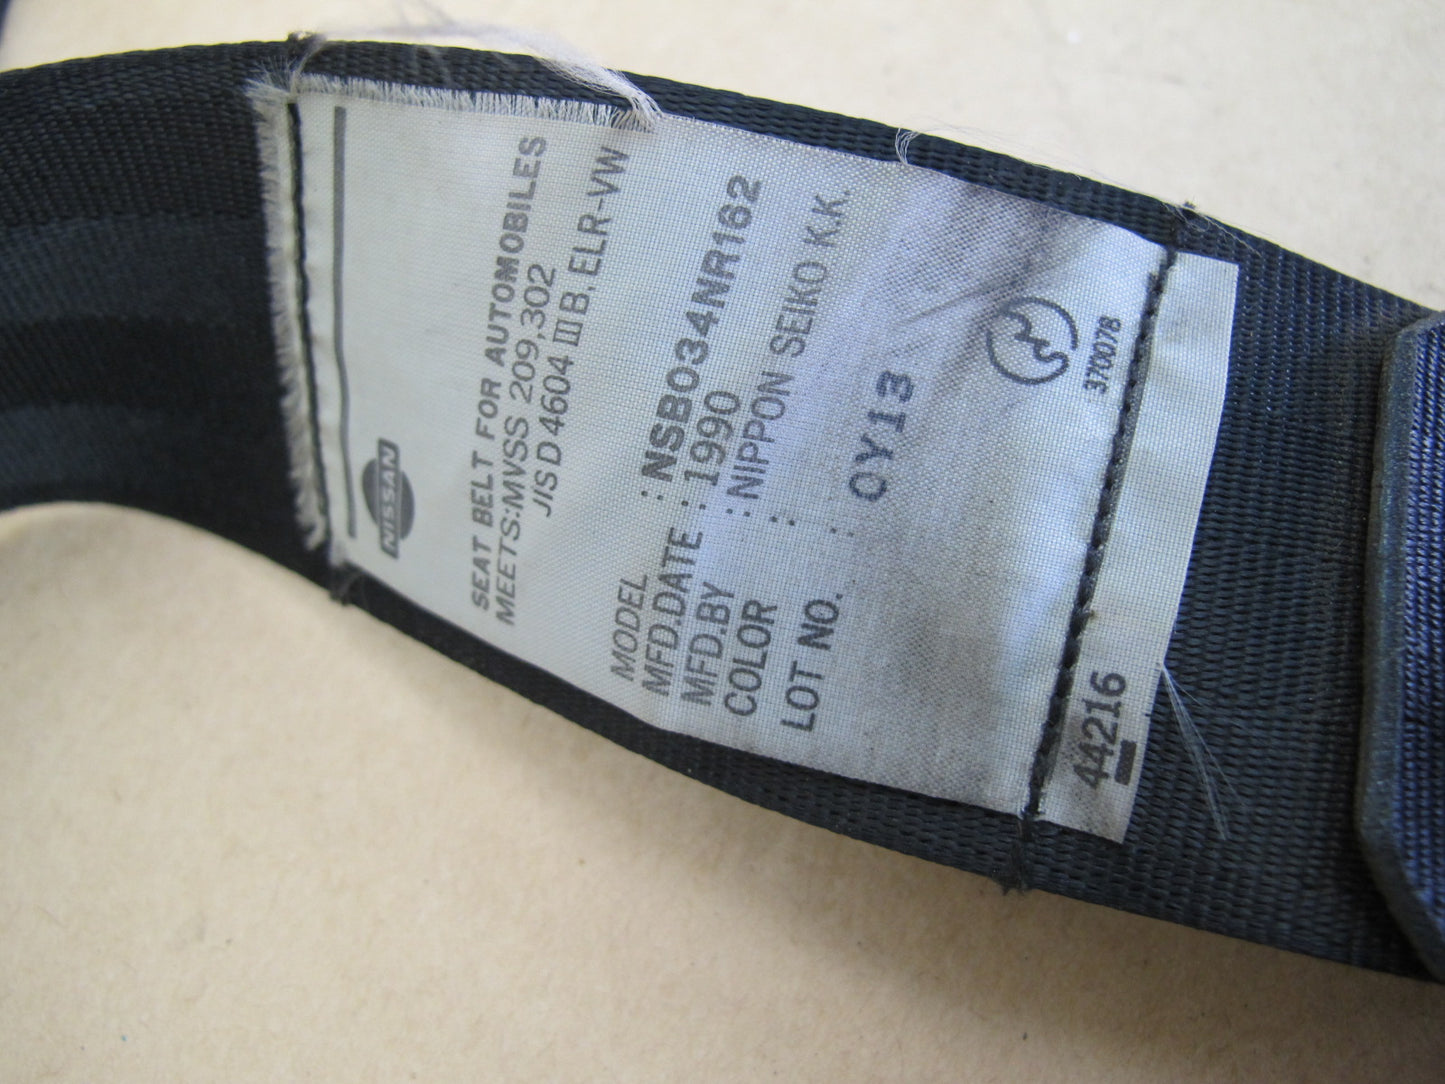 NISSAN
SEAT BELT FOR AUTOMOBILES
MEETS:MVSS 209,302
JIS D 4604 ⅢB,ELR-VW
MODEL : NSB034NR162
MFD.DATE : 1990
MFD.BY : NIPPON SEIKO K.K.
COLOR :
LOT NO. : 0Y13
370078
44216